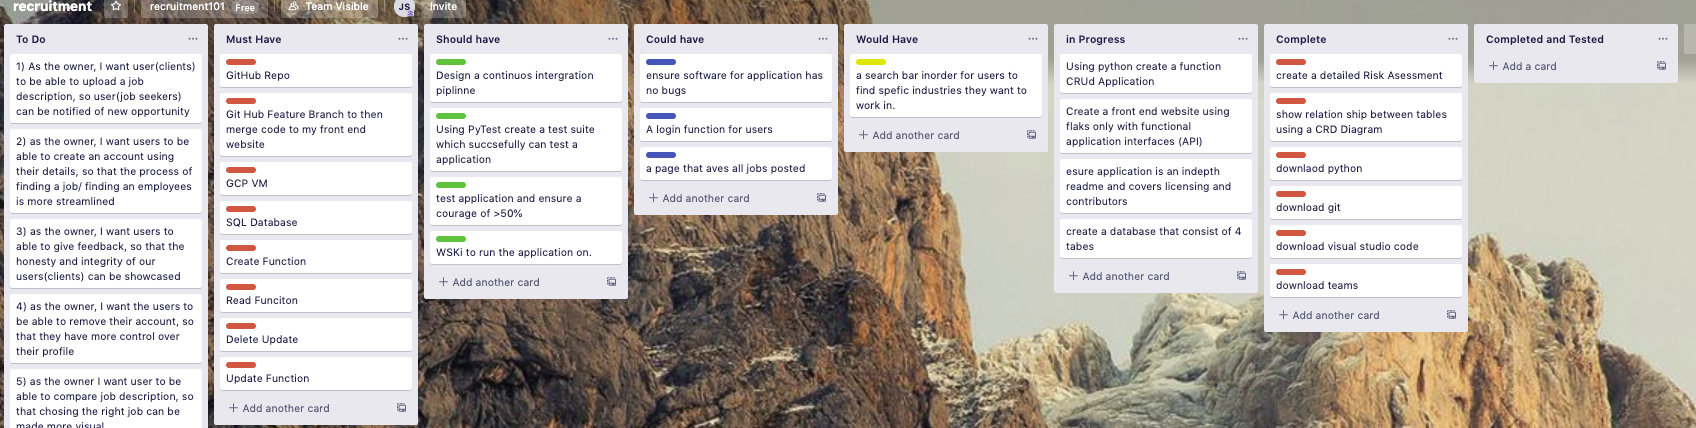 recruitment
recruitment101 Free
Team Visible
JS
Invite
To Do
1) As the owner, I want user(clients)
to be able to upload a job
description, so user(job seekers)
can be notified of new opportunity
2) as the owner, I want users to be
able to create an account using
their details, so that the process of
finding a job/ finding an employees
is more streamlined
3) as the owner, I want users to
able to give feedback, so that the
honesty and integrity of our
users(clients) can be showcased
4) as the owner, I want the users to
be able to remove their account, so
that they have more control over
their profile
5) as the owner I want user to be
able to compare job description, so
that chosing the right job can be
made more visual
Must Have
GitHub Repo
Git Hub Feature Branch to then
merge code to my front end
website
GCP VM
SQL Database
Create Function
Read Funciton
Delete Update
Update Function
+ Add another card
Should have
Design a continuos intergration
piplinne
Using PyTest create a test suite
which succsefully can test a
application
test application and ensure a
courage of >50%
WSKi to run the application on.
+ Add another card
Could have
ensure software for application has
no bugs
A login function for users
a page that aves all jobs posted
+ Add another card
Would Have
a search bar inorder for users to
find spefic industries they want to
work in.
+ Add another card
in Progress
Using python create a function
CRUd Application
Create a front end website using
flaks only with functional
application interfaces (API)
esure application is an indepth
readme and covers licensing and
contributors
create a database that consist of 4
tabes
+ Add another card
Complete
create a detailed Risk Asessment
show relation ship between tables
using a CRD Diagram
downlaod python
download git
download visual studio code
download teams
+ Add another card
Completed and Tested
+ Add a card